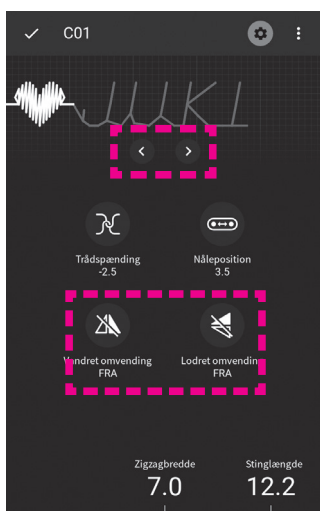 C01
JUKI
Trådspænding
-2.5
Nåleposition
3.5
Vandret omvending
FRA
Lodret omvending
FRA
Zigzagbredde
7.0
Stinglængde
12.2